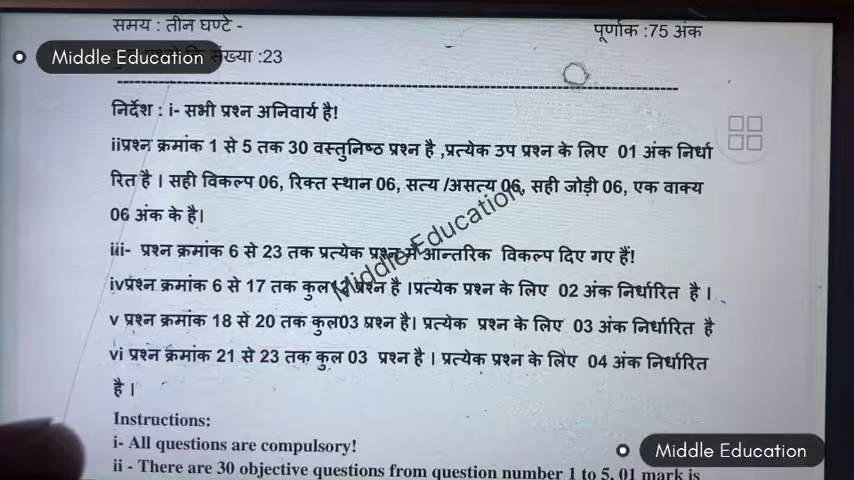 समय : तीन घण्टे -
पूर्णांक :75 अंक
Middle Education
संख्या :23
निर्देश : i- सभी प्रश्न अनिवार्य है!
iiप्रश्न क्रमांक 1 से 5 तक 30 वस्तुनिष्ठ प्रश्न है ,प्रत्येक उप प्रश्न के लिए 01 अंक निर्धा
रित है । सही विकल्प 06, रिक्त स्थान 06, सत्य /असत्य 06, सही जोड़ी 06, एक वाक्य
06 अंक के है।
iii- प्रश्न क्रमांक 6 से 23 तक प्रत्येक प्रश्न में आन्तरिक विकल्प दिए गए हैं!
Middle Education
ivप्रश्न क्रमांक 6 से 17 तक कुल 12 प्रश्न है ।प्रत्येक प्रश्न के लिए 02 अंक निर्धारित है ।
v प्रश्न क्रमांक 18 से 20 तक कुल03 प्रश्न है। प्रत्येक प्रश्न के लिए 03 अंक निर्धारित है
vi प्रश्न क्रमांक 21 से 23 तक कुल 03 प्रश्न है । प्रत्येक प्रश्न के लिए 04 अंक निर्धारित
है ।
Instructions:
i- All questions are compulsory!
Middle Education
ii - There are 30 objective questions from question number 1 to 5, 01 mark is